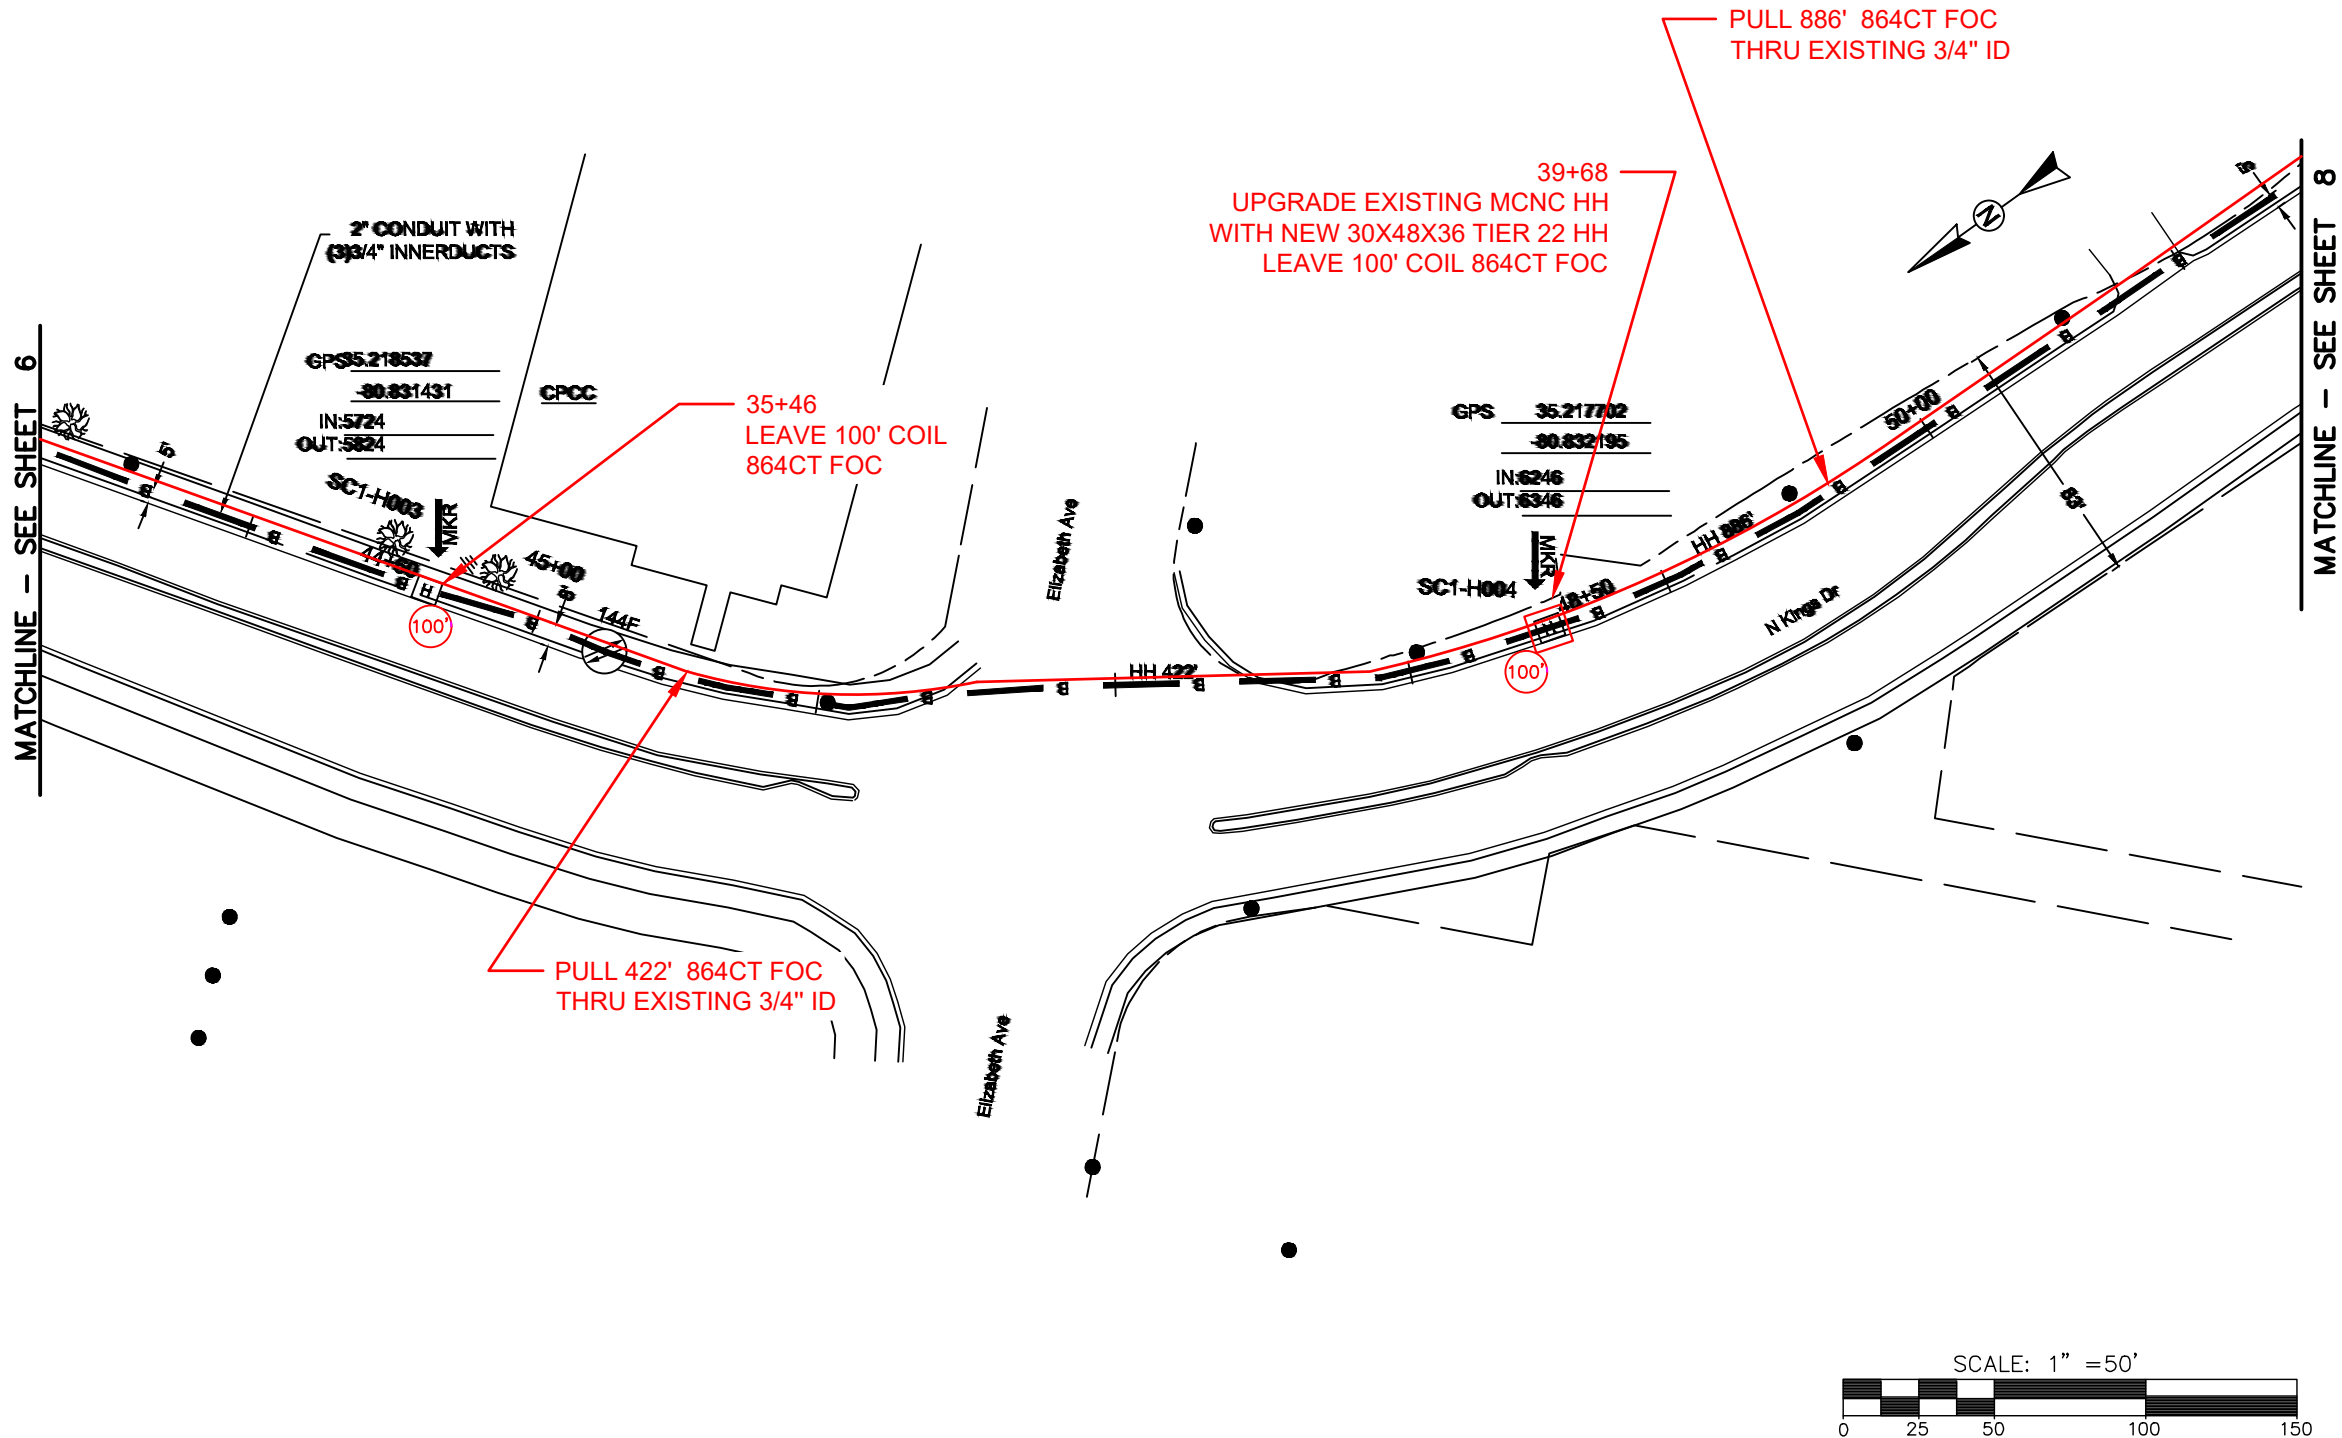 PULL 886' 864CT FOC
THRU EXISTING 3/4" ID
39+68
UPGRADE EXISTING MCNC HH
WITH NEW 30X48X36 TIER 22 HH
LEAVE 100' COIL 864CT FOC
2" CONDUIT WITH
(3)3/4" INNERDUCTS
GPS 35.218537
-80.831431
IN:5724
OUT:5824
CPCC
35+46
LEAVE 100' COIL
864CT FOC
GPS 35.217702
-80.832195
IN:6246
OUT:6346
MATCHLINE - SEE SHEET 6
MATCHLINE - SEE SHEET 8
N
5'
SC1-H003
MKR
H
100'
45+00
144F
B
Elizabeth Ave
HH 422'
SC1-H004
MKR
H
100'
HH 886'
50+00
83'
N Kings Dr
PULL 422' 864CT FOC
THRU EXISTING 3/4" ID
Elizabeth Ave
SCALE: 1" =50'
0 25 50 100 150